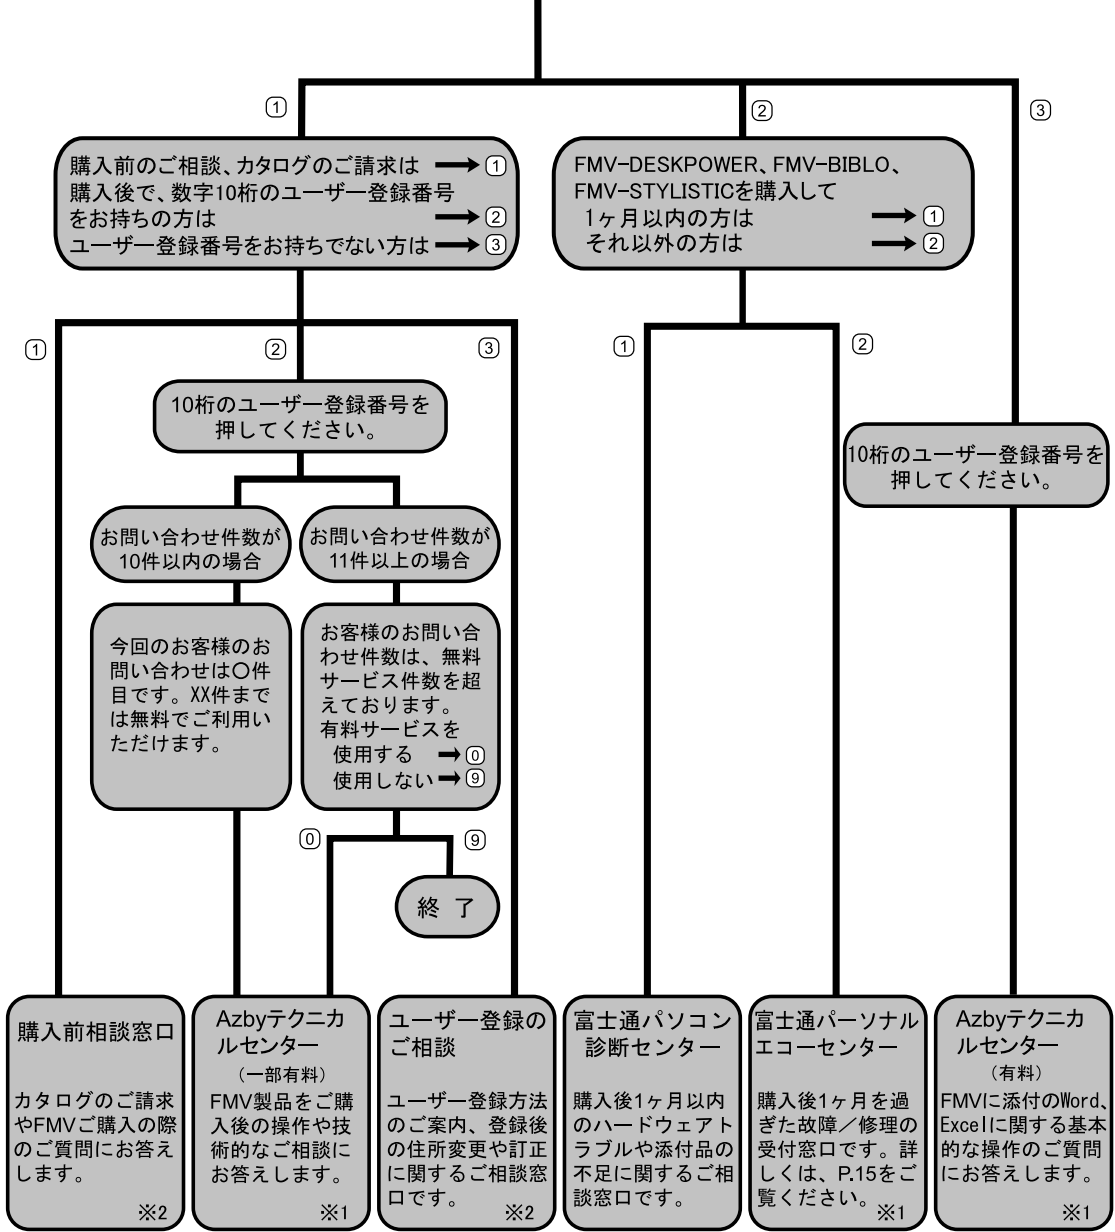 1
2
3
購入前のご相談、カタログのご請求は → 1
購入後で、数字10桁のユーザー登録番号
をお持ちの方は → 2
ユーザー登録番号をお持ちでない方は → 3
FMV-DESKPOWER、FMV-BIBLO、
FMV-STYLISTICを購入して
1ヶ月以内の方は → 1
それ以外の方は → 2
1
2
3
1
2
10桁のユーザー登録番号を
押してください。
10桁のユーザー登録番号を
押してください。
お問い合わせ件数が
10件以内の場合
お問い合わせ件数が
11件以上の場合
今回のお客様のお
問い合わせは〇件
目です。XX件まで
は無料でご利用い
ただけます。
お客様のお問い合
わせ件数は、無料
サービス件数を超
えております。
有料サービスを
使用する → 0
使用しない → 9
0
9
終 了
購入前相談窓口
カタログのご請求
やFMVご購入の際
のご質問にお答え
します。
※2
Azbyテクニカ
ルセンター
(一部有料)
FMV製品をご購
入後の操作や技
術的なご相談に
お答えします。
※1
ユーザー登録の
ご相談
ユーザー登録方法
のご案内、登録後
の住所変更や訂正
に関するご相談窓
口です。
※2
富士通パソコン
診断センター
購入後1ヶ月以内
のハードウェアト
ラブルや添付品の
不足に関するご相
談窓口です。
富士通パーソナル
エコーセンター
購入後1ヶ月を過
ぎた故障／修理の
受付窓口です。詳
しくは、P.15をご
覧ください。
※1
Azbyテクニカ
ルセンター
(有料)
FMVに添付のWord、
Excelに関する基本
的な操作のご質問
にお答えします。
※1